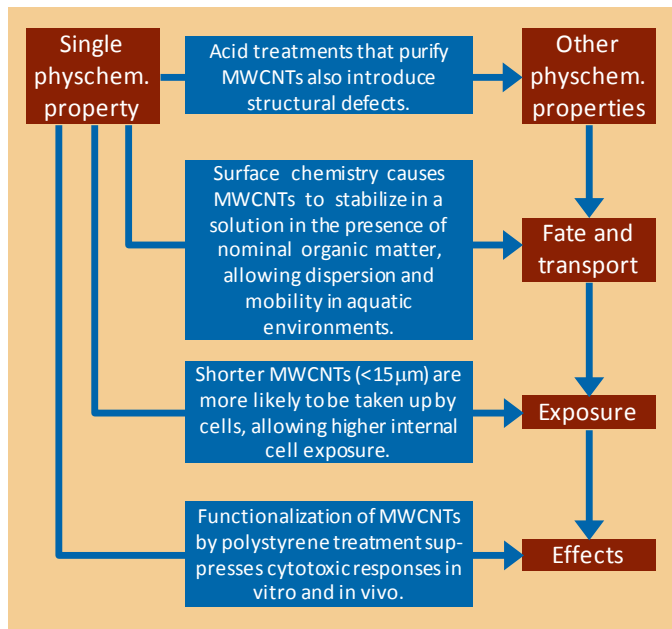 Single
physchem.
property
Acid treatments that purify
MWCNTs also introduce
structural defects.
Other
physchem.
properties
Surface chemistry causes
MWCNTs to stabilize in a
solution in the presence of
nominal organic matter,
allowing dispersion and
mobility in aquatic
environments.
Fate and
transport
Shorter MWCNTs (<15µm) are
more likely to be taken up by
cells, allowing higher internal
cell exposure.
Exposure
Functionalization of MWCNTs
by polystyrene treatment sup-
presses cytotoxic responses in
vitro and in vivo.
Effects